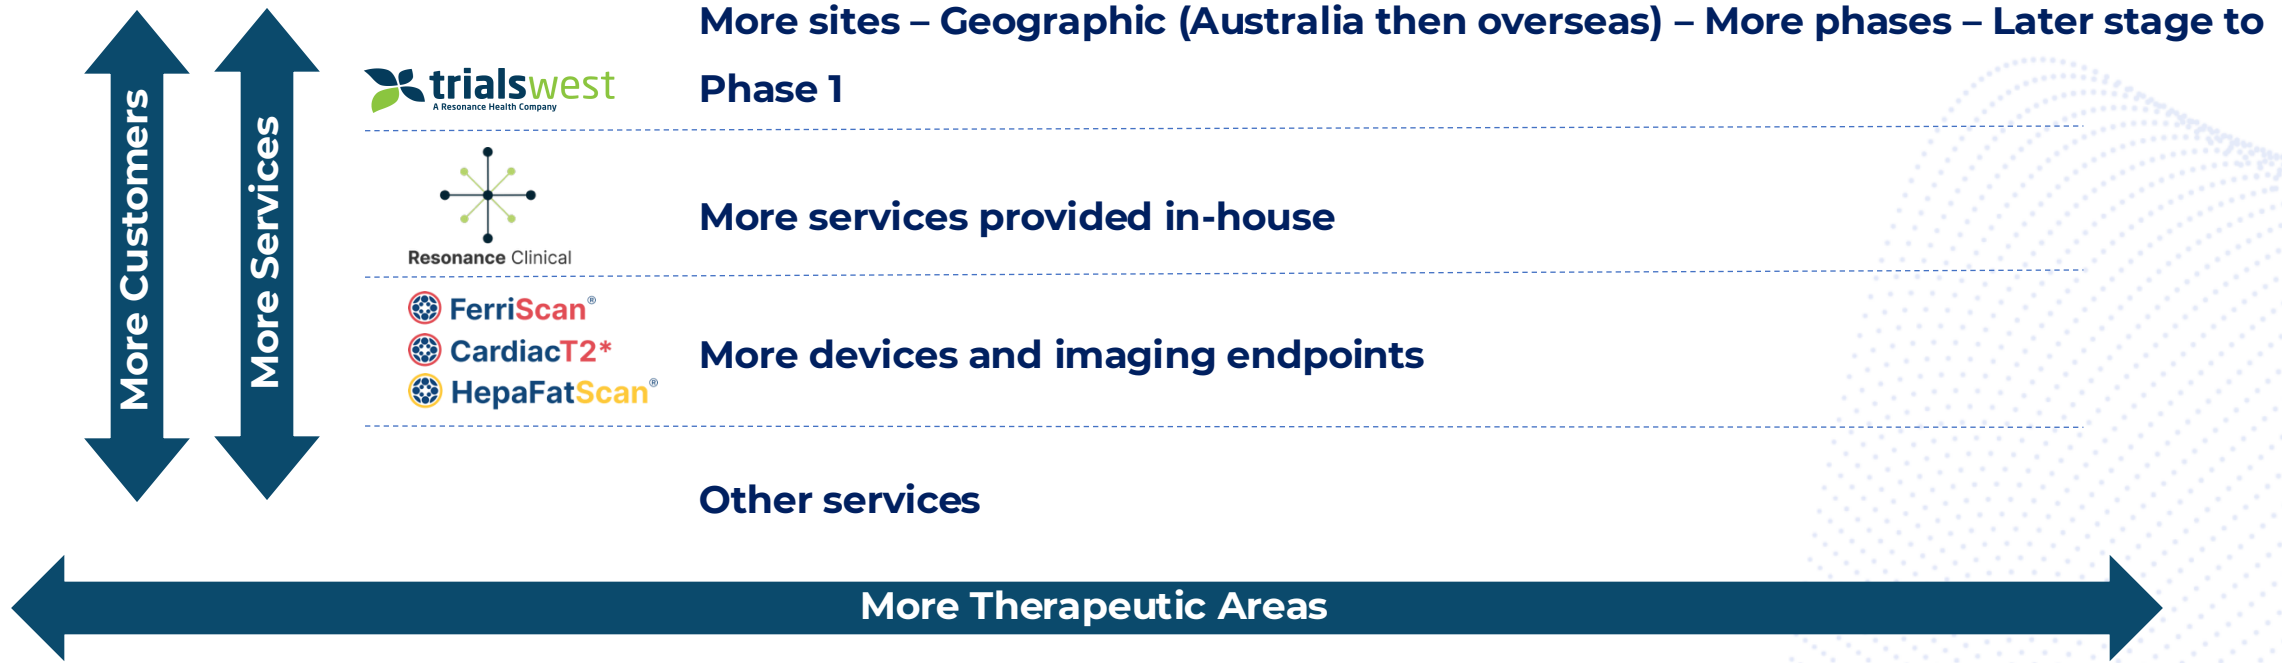 More sites – Geographic (Australia then overseas) – More phases – Later stage to
Phase 1
trialswest
A Resonance Health Company
More Customers
More Services
Resonance Clinical
More services provided in-house
FerriScan®
CardiacT2*
HepaFatScan®
More devices and imaging endpoints
Other services
More Therapeutic Areas